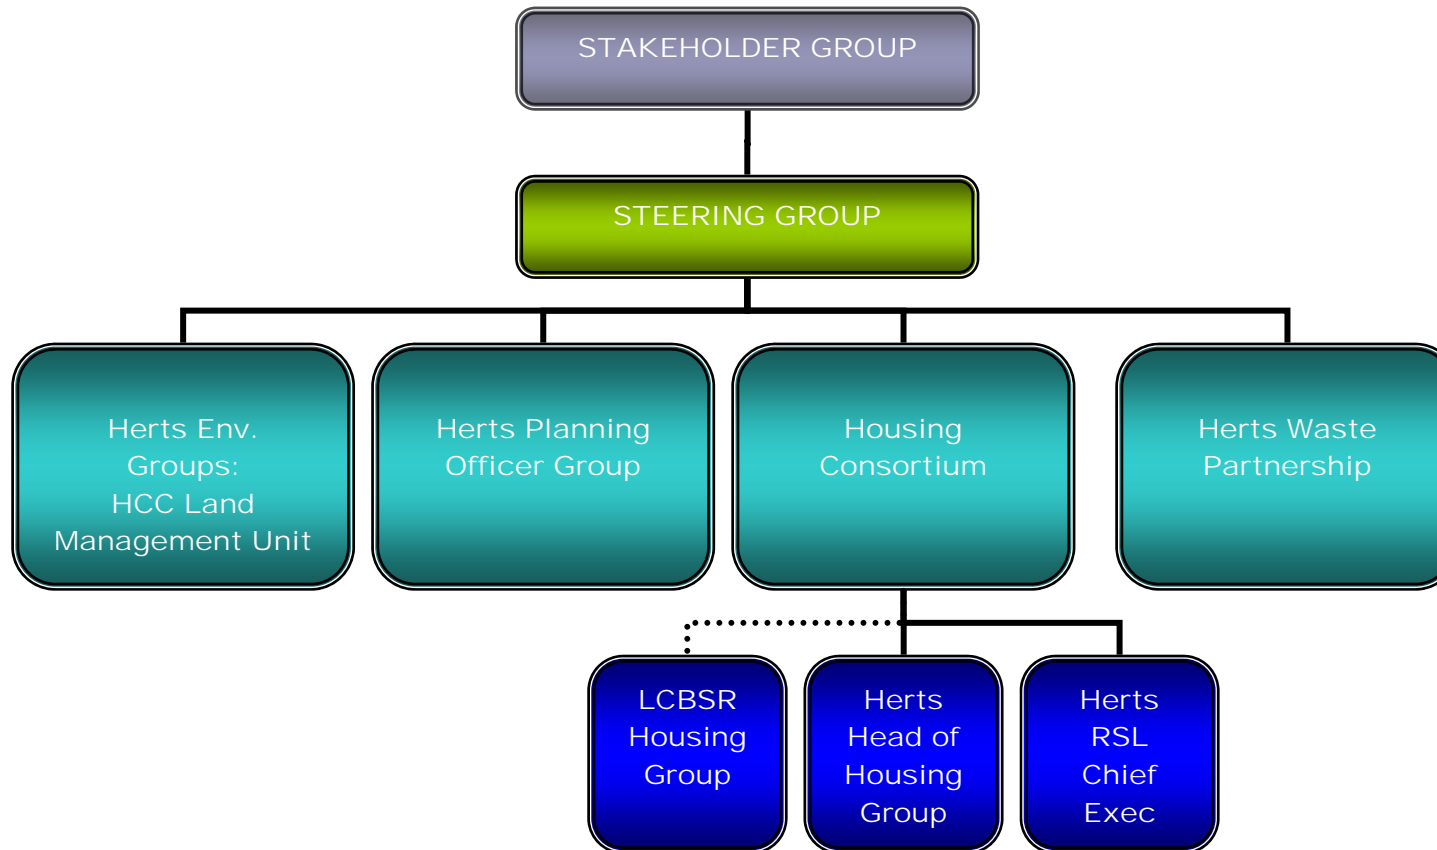 STAKEHOLDER GROUP
STEERING GROUP
Herts Env.
Groups:
HCC Land
Management Unit
Herts Planning
Officer Group
Housing
Consortium
Herts Waste
Partnership
LCBSR
Housing
Group
Herts
Head of
Housing
Group
Herts
RSL
Chief
Exec